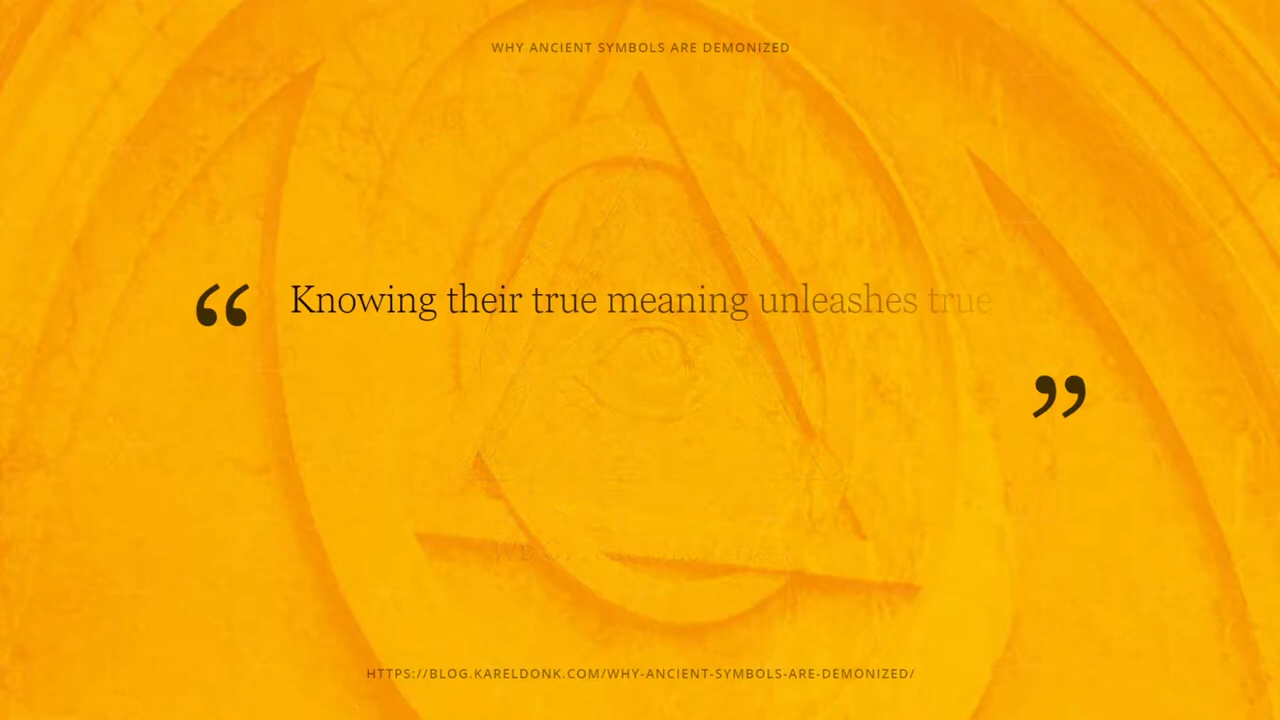 WHY ANCIENT SYMBOLS ARE DEMONIZED
“ Knowing their true meaning unleashes true
”
HTTPS://BLOG.KARELDONK.COM/WHY-ANCIENT-SYMBOLS-ARE-DEMONIZED/